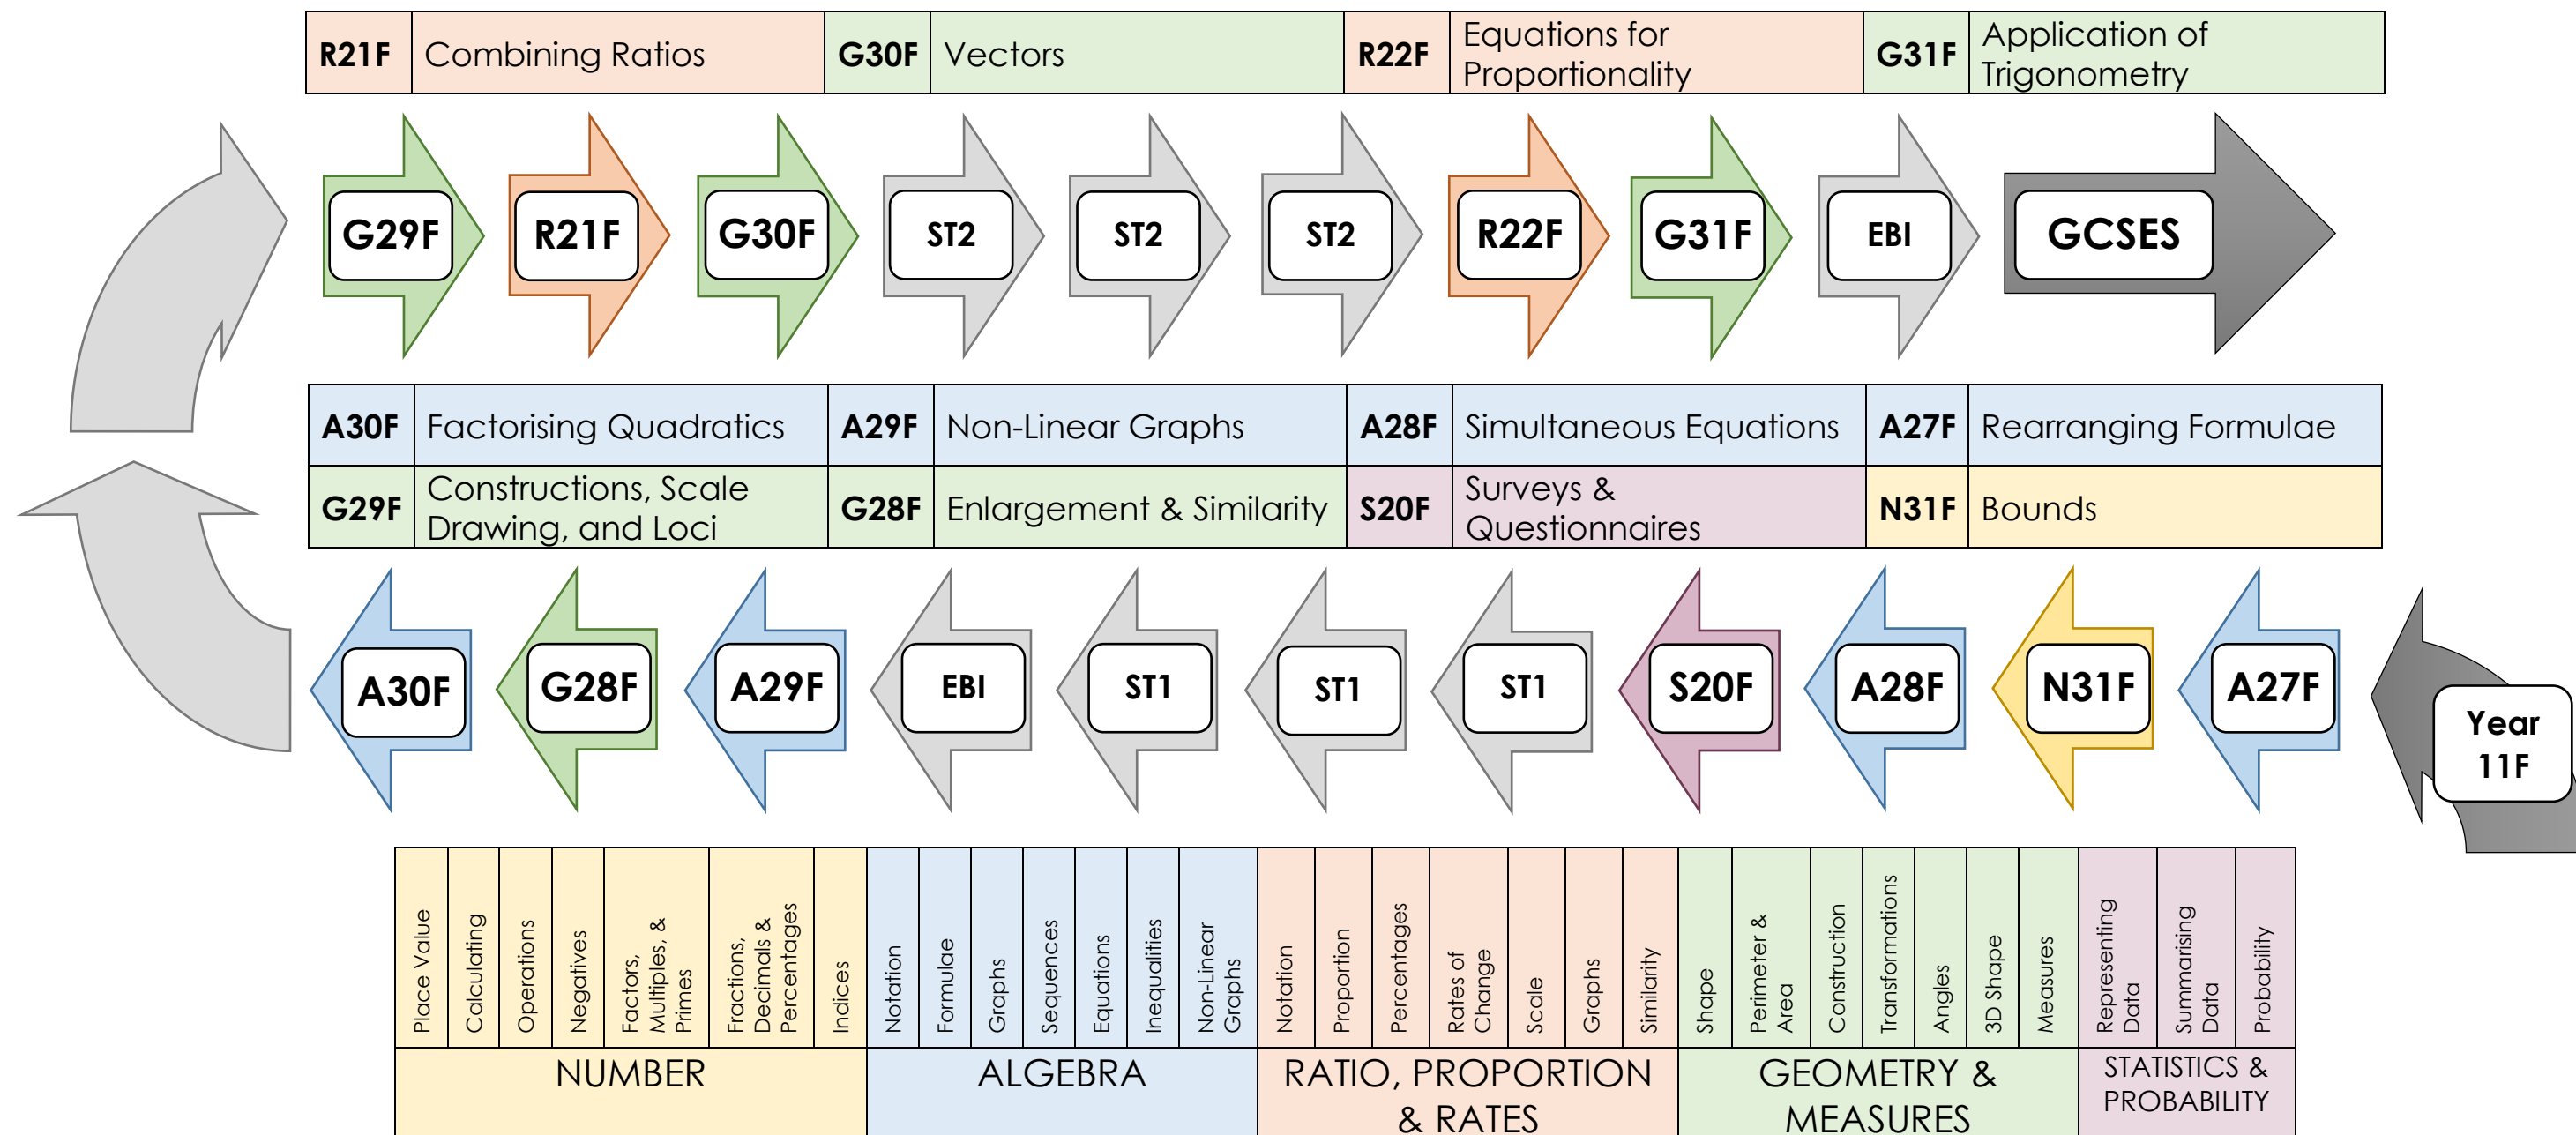 R21F Combining Ratios G30F Vectors R22F Equations for Proportionality G31F Application of Trigonometry
G29F R21F G30F ST2 ST2 ST2 R22F G31F EBI GCSES
A30F Factorising Quadratics A29F Non-Linear Graphs A28F Simultaneous Equations A27F Rearranging Formulae
G29F Constructions, Scale Drawing, and Loci G28F Enlargement & Similarity S20F Surveys & Questionnaires N31F Bounds
A30F G28F A29F EBI ST1 ST1 ST1 S20F A28F N31F A27F
Year
11F
Place Value
Calculating
Operations
Negatives
Factors,
Multiples, &
Primes
Fractions,
Decimals &
Percentages
Indices
Notation
Formulae
Graphs
Sequences
Equations
Inequalities
Non-Linear
Graphs
Notation
Proportion
Percentages
Rates of
Change
Scale
Graphs
Similarity
Shape
Perimeter &
Area
Construction
Transformations
Angles
3D Shape
Measures
Representing
Data
Summarising
Data
Probability
NUMBER
ALGEBRA
RATIO, PROPORTION
& RATES
GEOMETRY &
MEASURES
STATISTICS &
PROBABILITY